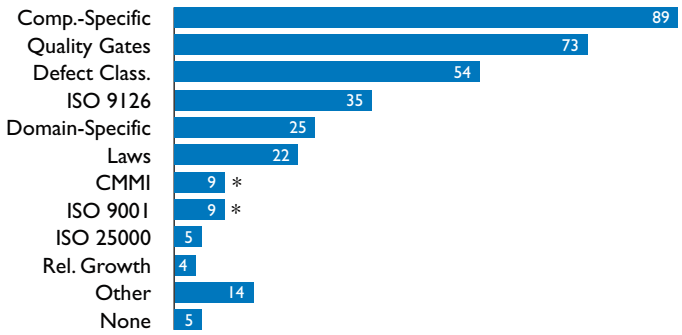 Comp.-Specific 89
Quality Gates 73
Defect Class. 54
ISO 9126 35
Domain-Specific 25
Laws 22
CMMI 9 *
ISO 9001 9 *
ISO 25000 5
Rel. Growth 4
Other 14
None 5